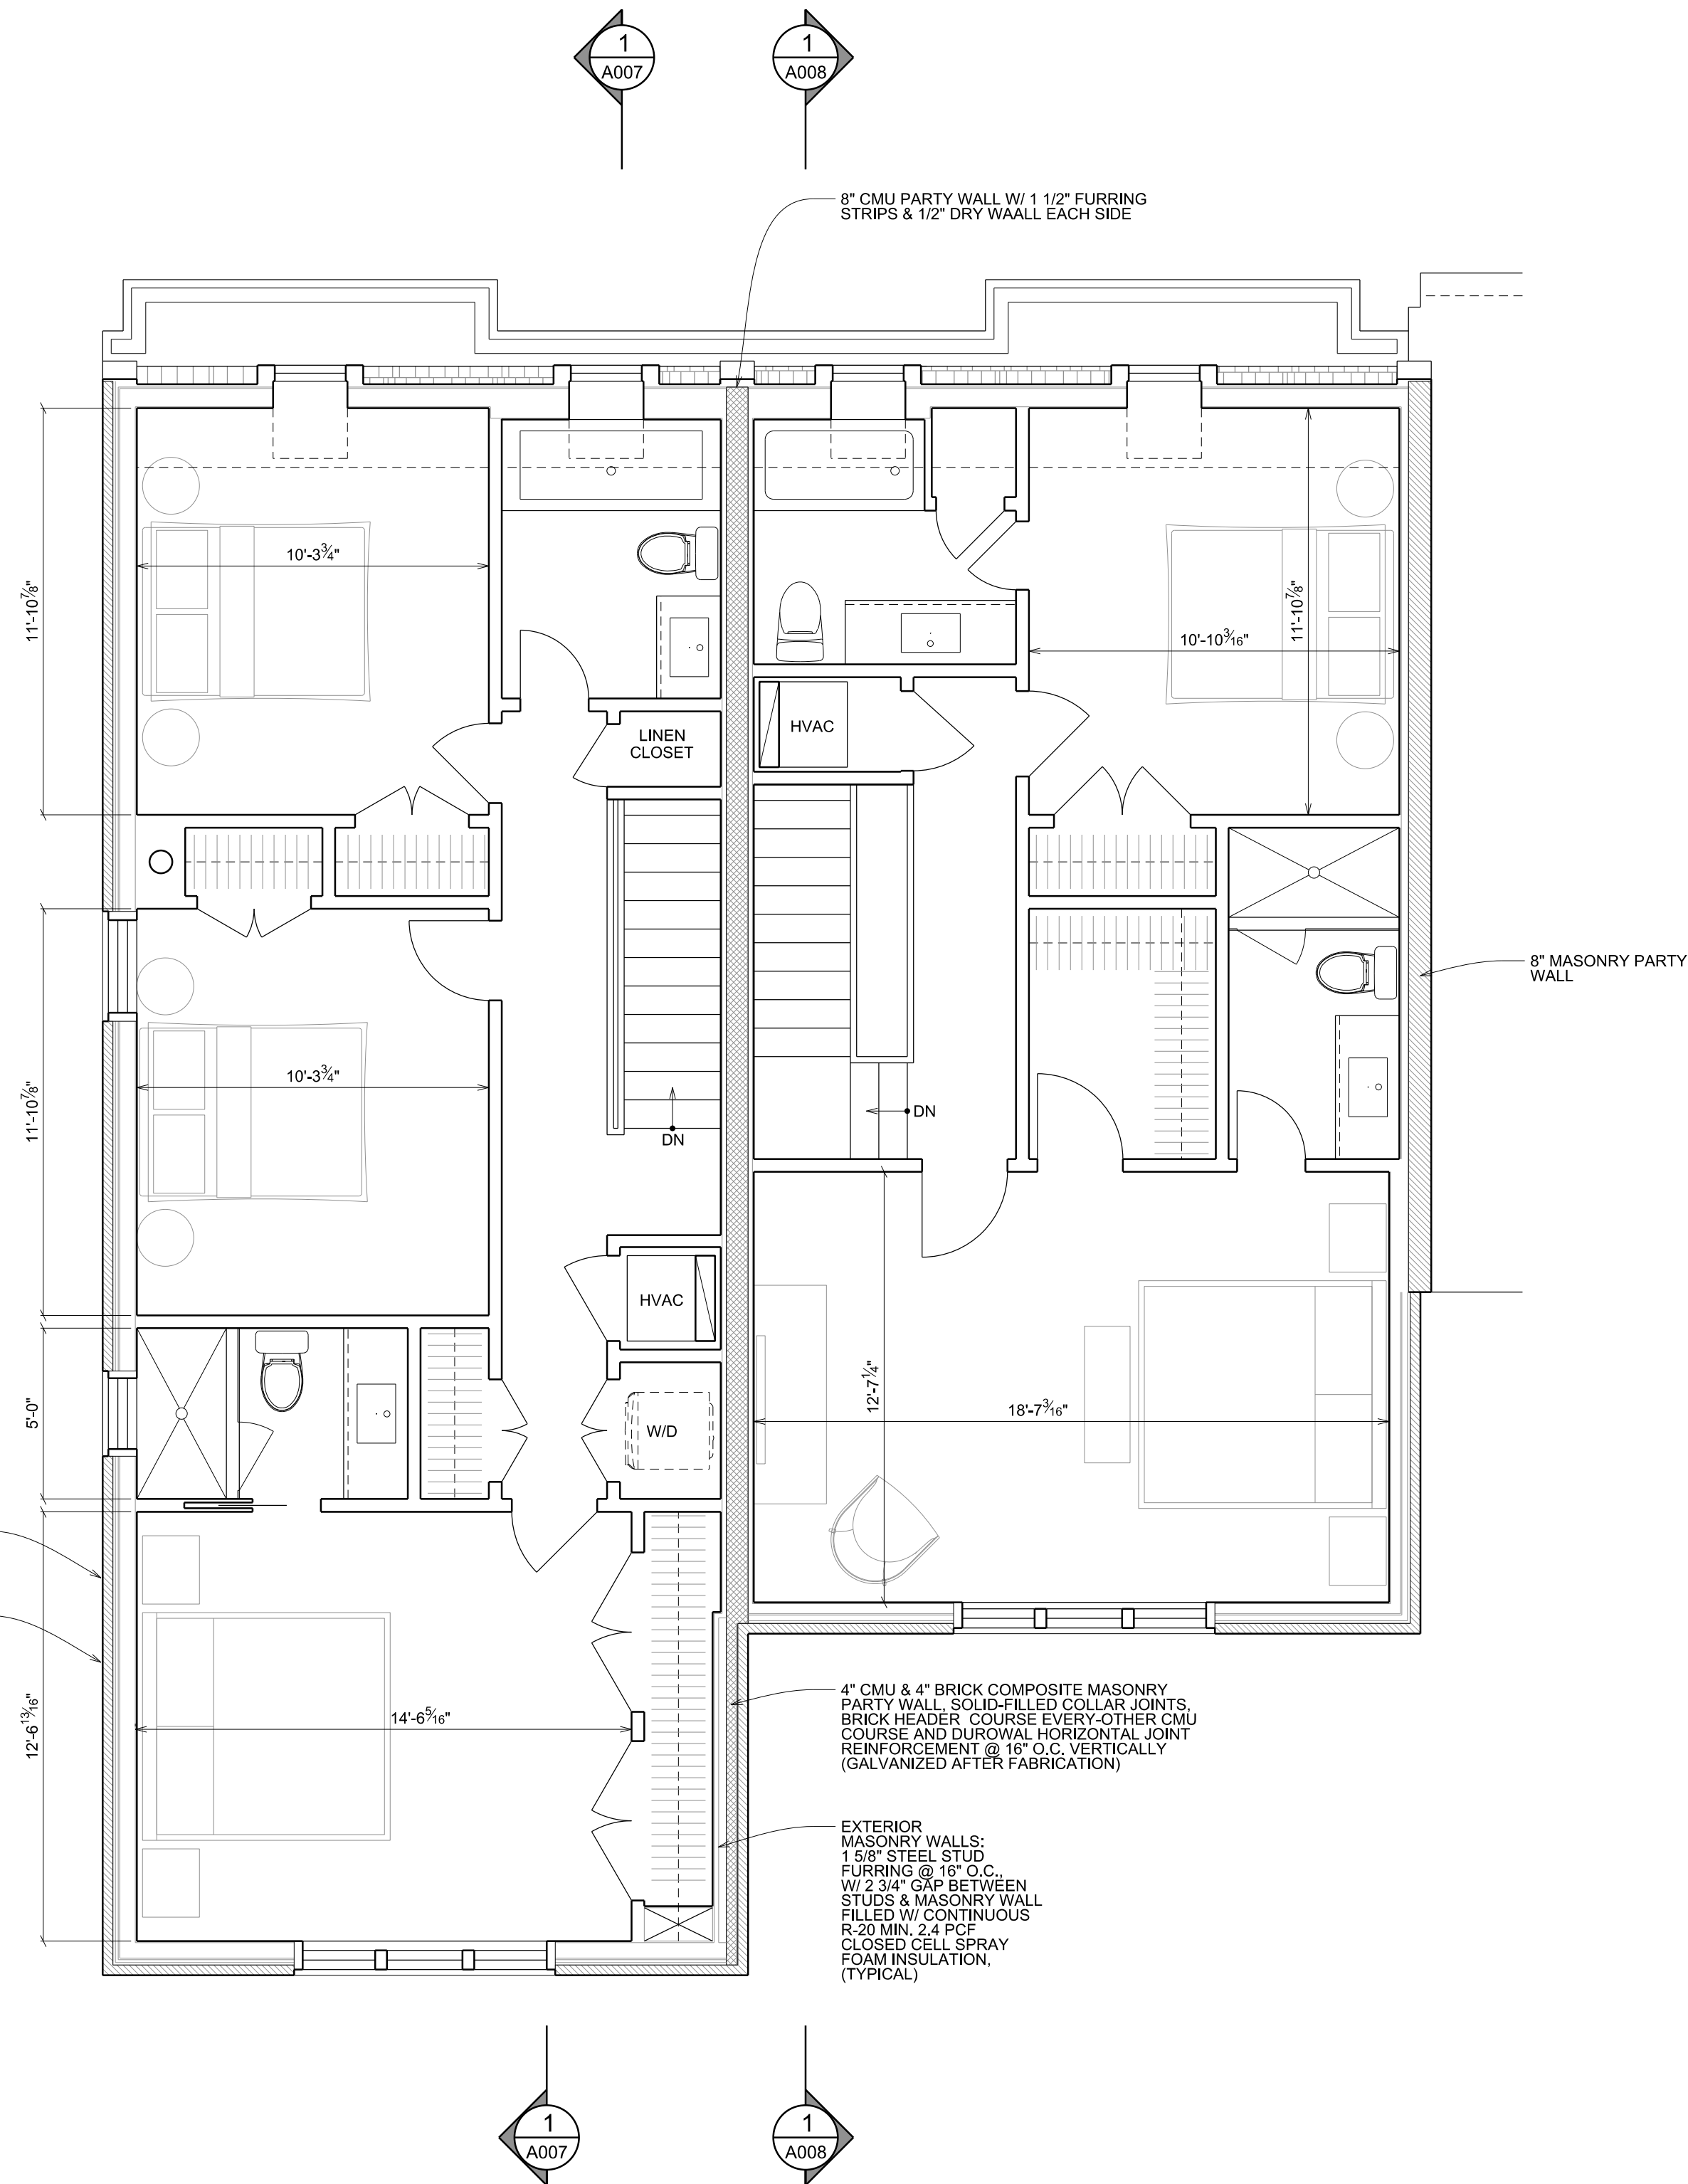 1
A007
1
A008
8" CMU PARTY WALL W/ 1 1/2" FURRING
STRIPS & 1/2" DRY WAALL EACH SIDE
11'-10⅞"
10'-3¾"
11'-10⅞"
10'-10³⁄₁₆"
LINEN
CLOSET
HVAC
8" MASONRY PARTY
WALL
11'-10⅞"
10'-3¾"
DN
DN
HVAC
W/D
5'-0"
12'-7¼"
18'-7³⁄₁₆"
12'-6¹³⁄₁₆"
14'-6⁵⁄₁₆"
4" CMU & 4" BRICK COMPOSITE MASONRY
PARTY WALL, SOLID-FILLED COLLAR JOINTS,
BRICK HEADER COURSE EVERY-OTHER CMU
COURSE AND DUROWAL HORIZONTAL JOINT
REINFORCEMENT @ 16" O.C. VERTICALLY
(GALVANIZED AFTER FABRICATION)
EXTERIOR
MASONRY WALLS:
1 5/8" STEEL STUD
FURRING @ 16" O.C.,
W/ 2 3/4" GAP BETWEEN
STUDS & MASONRY WALL
FILLED W/ CONTINUOUS
R-20 MIN. 2.4 PCF
CLOSED CELL SPRAY
FOAM INSULATION,
(TYPICAL)
1
A007
1
A008